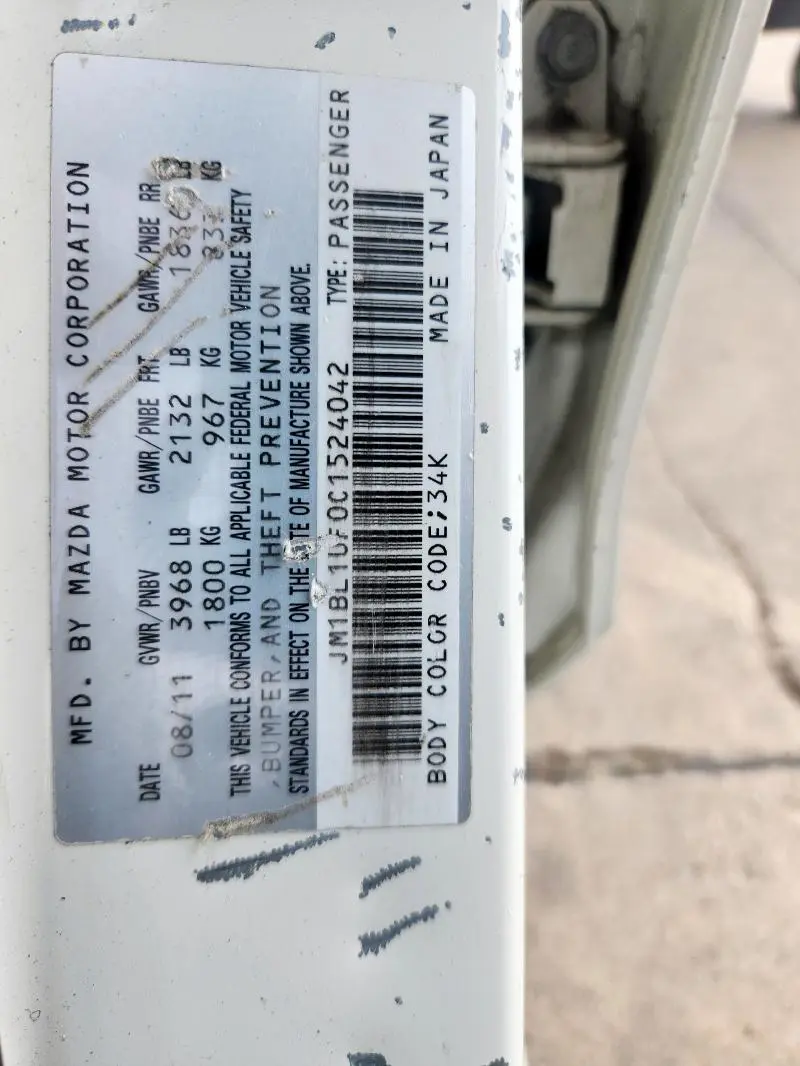 MFD. BY MAZDA MOTOR CORPORATION
DATE GVWR/PNBV GAWR/PNBE FRT GAWR/PNBE RR
08/11 3968 LB 2132 LB LB
1800 KG 967 KG KG
THIS VEHICLE CONFORMS TO ALL APPLICABLE FEDERAL MOTOR VEHICLE SAFETY
,BUMPER,AND THEFT PREVENTION
STANDARDS IN EFFECT ON THE OF MANUFACTURE SHOWN ABOVE.
TYPE: PASSENGER
BODY COLOR CODE;34K MADE IN JAPAN